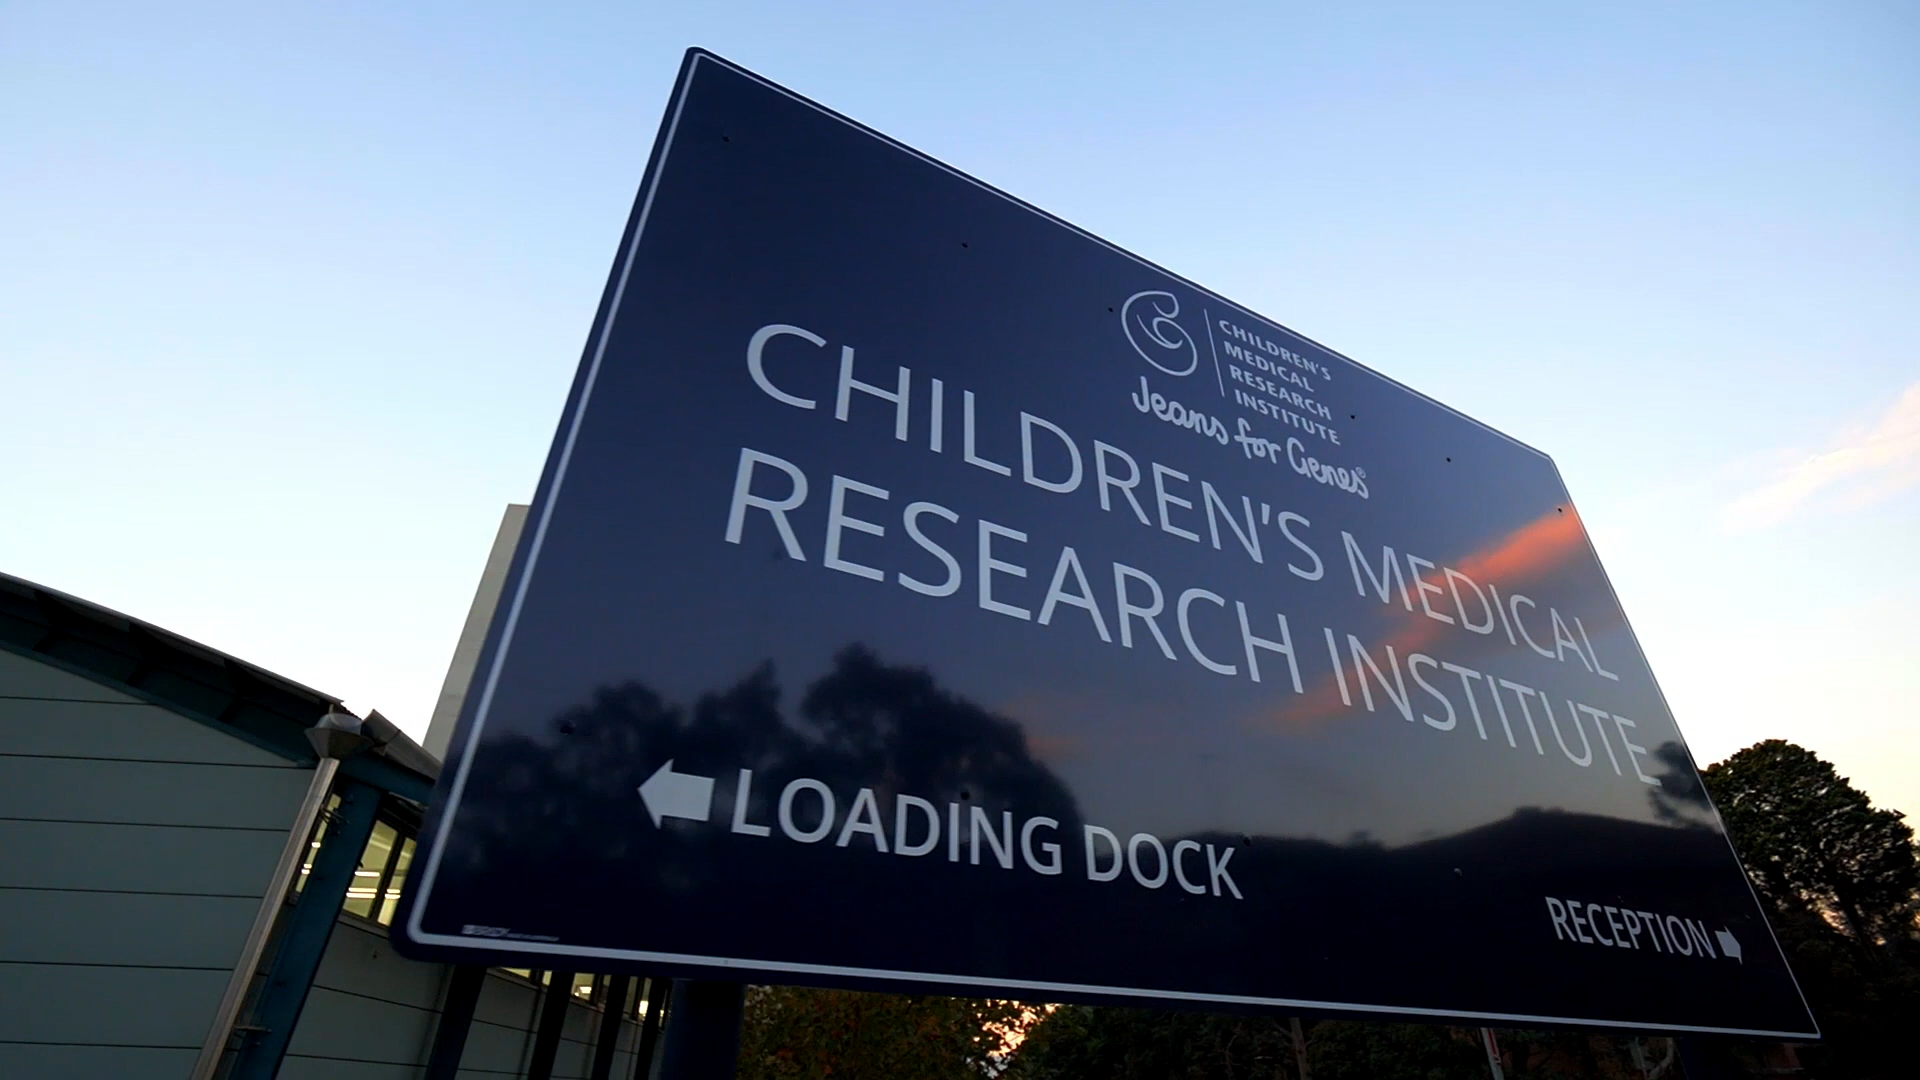 CHILDREN'S
MEDICAL
RESEARCH
INSTITUTE
Jeans for Genes®
CHILDREN'S MEDICAL
RESEARCH INSTITUTE
LOADING DOCK
RECEPTION